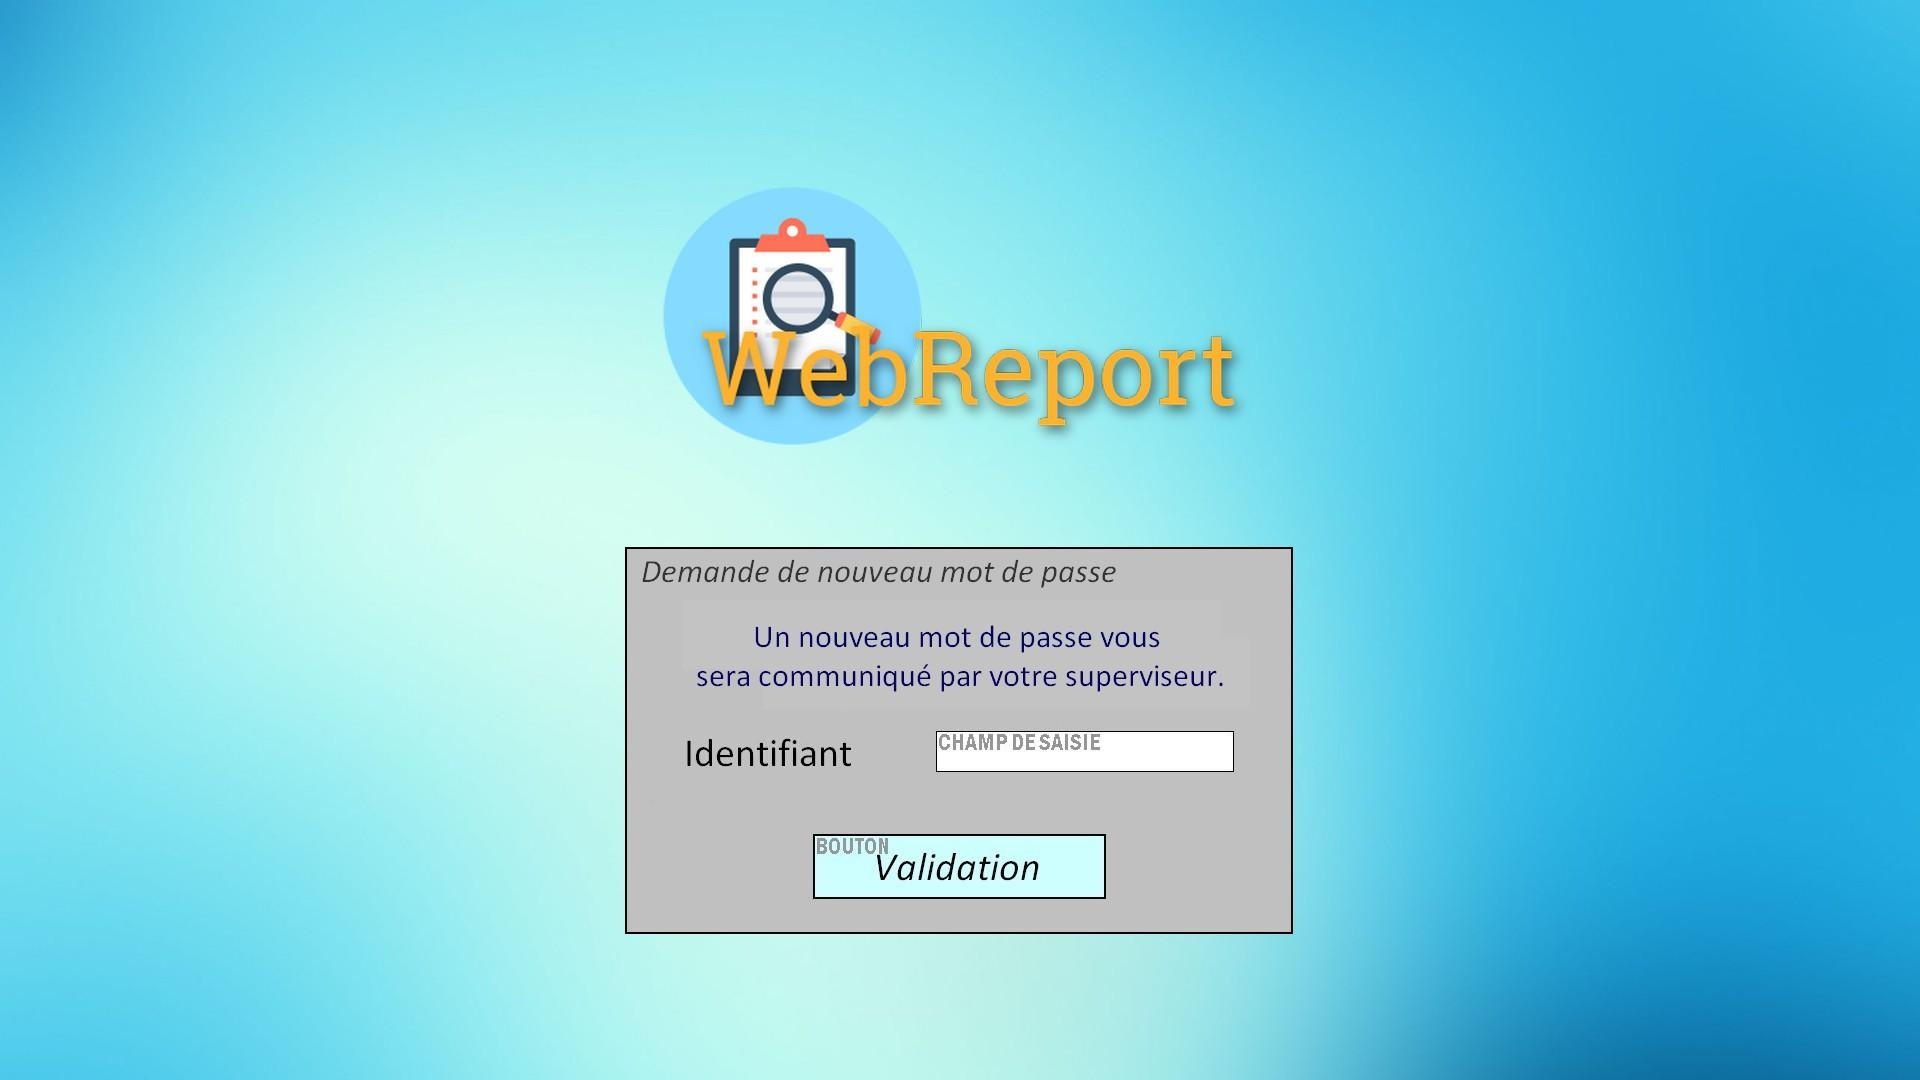 WebReport
Demande de nouveau mot de passe
Un nouveau mot de passe vous
sera communiqué par votre superviseur.
Identifiant
CHAMP DE SAISIE
BOUTON
Validation